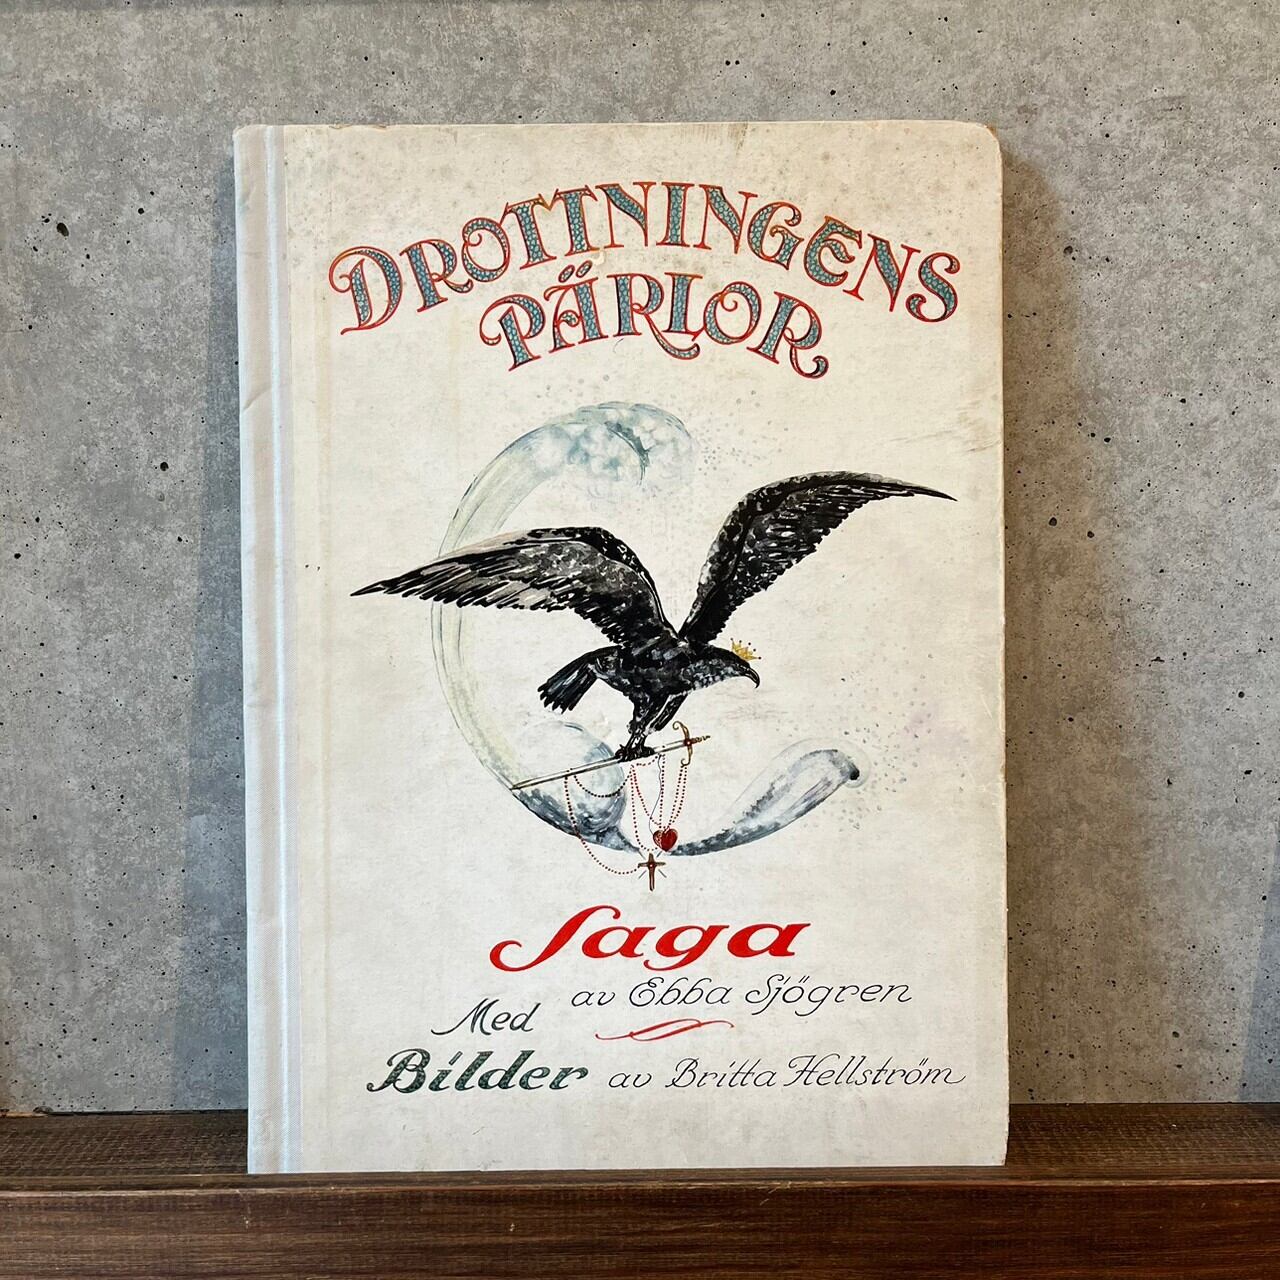 DROTTNINGENS
PÄRLOR
Saga
av Ebba Sjögren
Med
Bilder av Britta Hellström